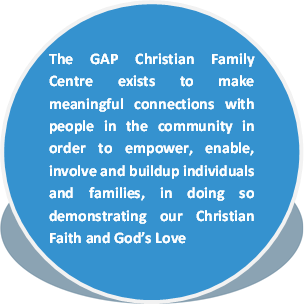 The GAP Christian Family
Centre exists to make
meaningful connections with
people in the community in
order to empower, enable,
involve and buildup individuals
and families, in doing so
demonstrating our Christian
Faith and God's Love